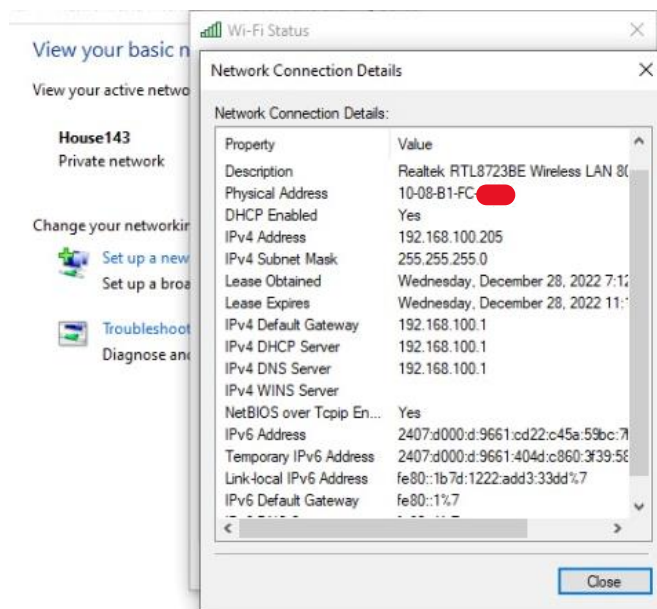 View your basic n
View your active netwo
House143
Private network
Change your networkin
Set up a new
Set up a broa
Troubleshoot
Diagnose and
Wi-Fi Status
Network Connection Details
Network Connection Details:
Property Value
Description Realtek RTL8723BE Wireless LAN 80
Physical Address 10-08-B1-FC-
DHCP Enabled Yes
IPv4 Address 192.168.100.205
IPv4 Subnet Mask 255.255.255.0
Lease Obtained Wednesday, December 28, 2022 7:12
Lease Expires Wednesday, December 28, 2022 11:1
IPv4 Default Gateway 192.168.100.1
IPv4 DHCP Server 192.168.100.1
IPv4 DNS Server 192.168.100.1
IPv4 WINS Server
NetBIOS over Tcpip En... Yes
IPv6 Address 2407:d000:d:9661:cd22:c45a:59bc:7f
Temporary IPv6 Address 2407:d000:d:9661:404d:c860:3f39:58
Link-local IPv6 Address fe80::1b7d:1222:add3:33dd%7
IPv6 Default Gateway fe80::1%7
Close